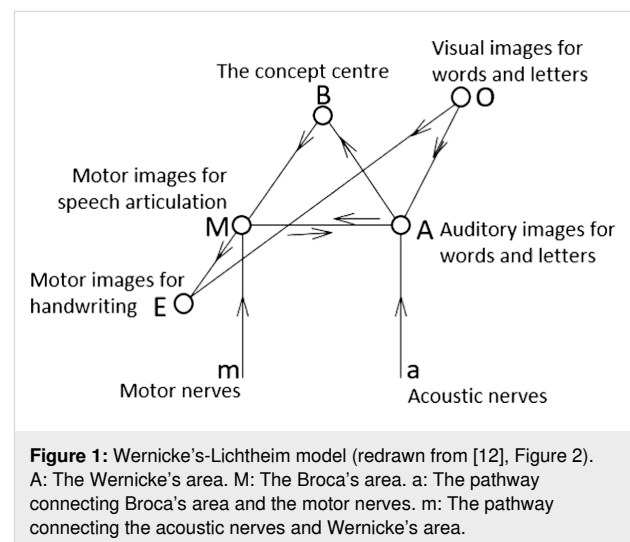 Visual images for
words and letters
The concept centre
B
O
Motor images for
speech articulation
M
A Auditory images for
words and letters
Motor images for
handwriting E
m
Motor nerves
a
Acoustic nerves
Figure 1: Wernicke's-Lichtheim model (redrawn from [12], Figure 2).
A: The Wernicke's area. M: The Broca's area. a: The pathway
connecting Broca's area and the motor nerves. m: The pathway
connecting the acoustic nerves and Wernicke's area.